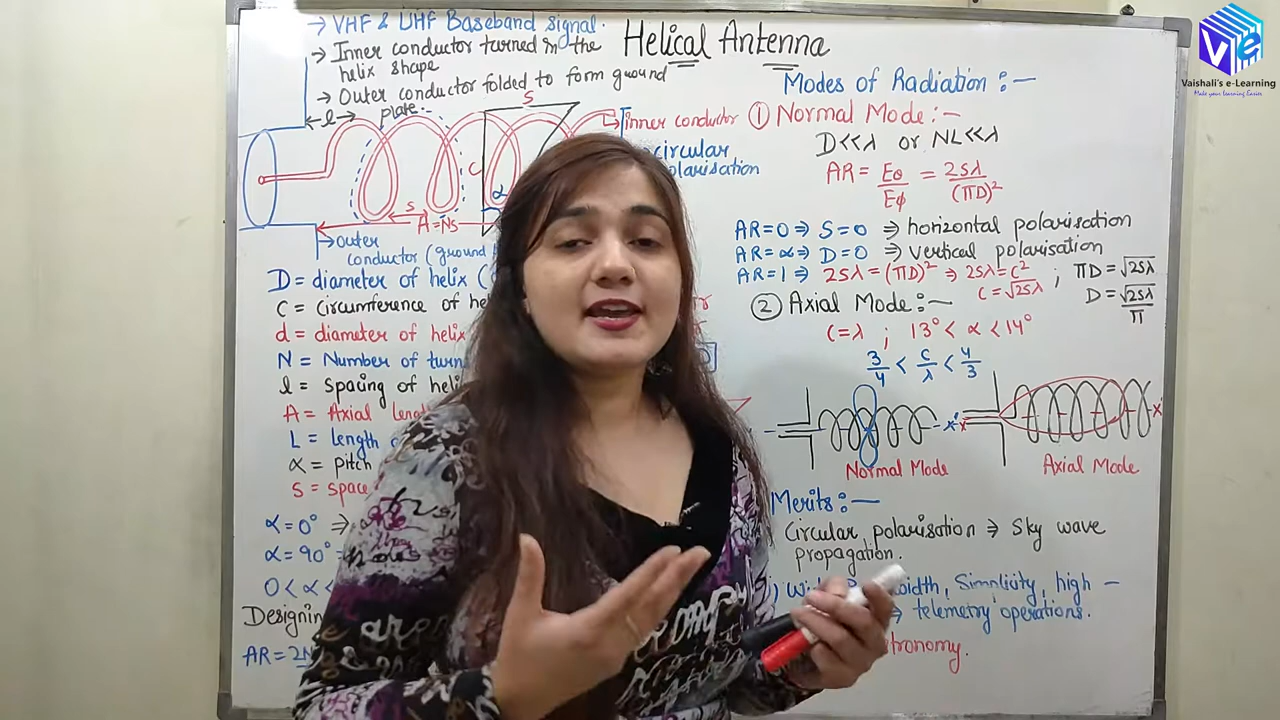 Helical Antenna
→ VHF & UHF Baseband signal.
→ Inner conductor turned in the
helix shape
→ Outer conductor folded to form ground
plate.
l
S
inner conductor
circular
C
α
S
A = NS
→ outer
conductor (ground
D = diameter of helix (
C = circumference of he
d = diameter of helix
N = Number of turn
l = spacing of heli
A = Axial leng
L = length
α = pitch
S = space
α = 0° ⇒
α = 90°
0 < α <
Designin
AR =
Modes of Radiation :-
① Normal Mode :-
D<<λ or NL<<λ
AR = Eθ/Eφ = 2Sλ/(πD)²
AR=0 ⇒ S=0 ⇒ horizontal polarisation
AR=∝ ⇒ D=0 ⇒ vertical polarisation
AR=1 ⇒ 2Sλ=(πD)² ⇒ 2Sλ=C² ; πD=√2Sλ
C=√2Sλ D=√2Sλ/π
② Axial Mode :-
C=λ ; 13° < α < 14°
3/4 < C/λ < 4/3
x'
x
x'
Normal Mode
Axial Mode
Merits :-
Circular polarisation ⇒ sky wave
propagation.
Simplicity, high -
⇒ telemetry operations.
Vaishali's e-Learning
Make your Learning Easier